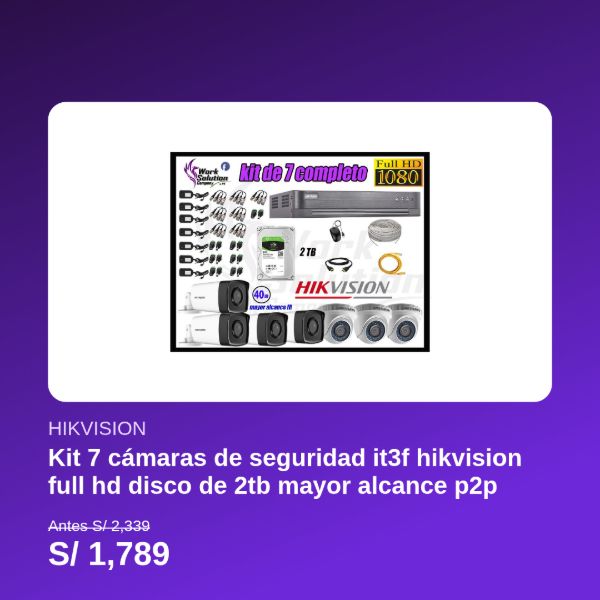 Work
Solution
Company
kit de 7 completo
Full HD
1080
2 TB
HIKVISION
40m
mayor alcance IR
HIKVISION
Kit 7 cámaras de seguridad it3f hikvision
full hd disco de 2tb mayor alcance p2p
Antes S/ 2,339
S/ 1,789